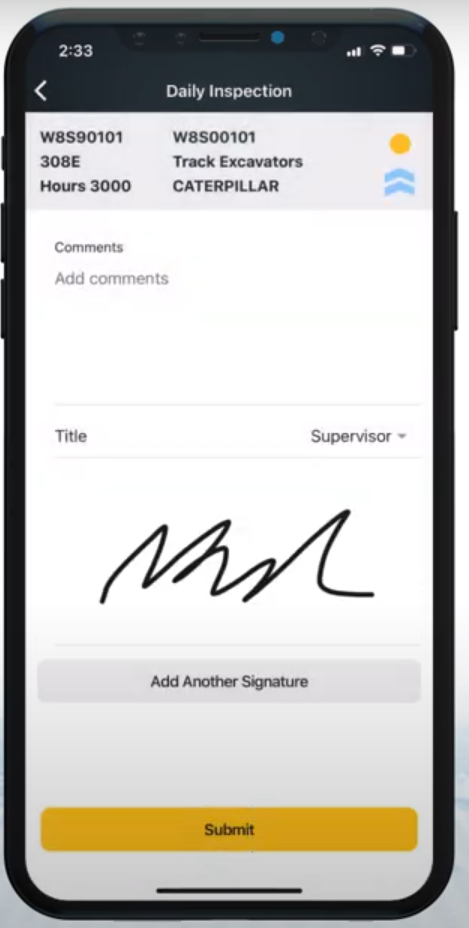 2:33
Daily Inspection
W8S90101 W8S00101
308E Track Excavators
Hours 3000 CATERPILLAR
Comments
Add comments
Title Supervisor
Add Another Signature
Submit